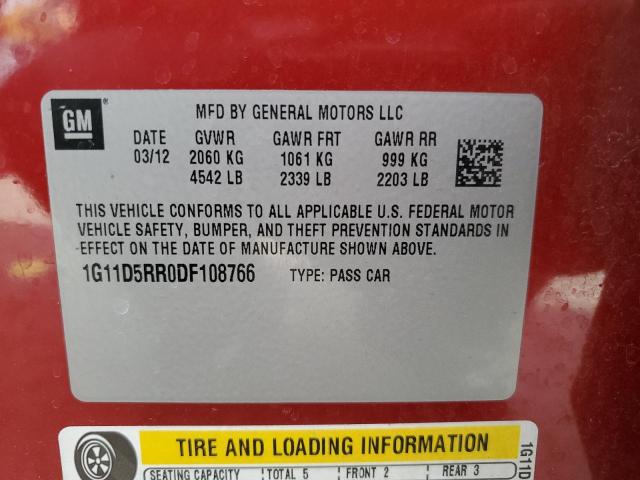 GM®
MFD BY GENERAL MOTORS LLC
DATE GVWR GAWR FRT GAWR RR
03/12 2060 KG 1061 KG 999 KG
4542 LB 2339 LB 2203 LB
THIS VEHICLE CONFORMS TO ALL APPLICABLE U.S. FEDERAL MOTOR
VEHICLE SAFETY, BUMPER, AND THEFT PREVENTION STANDARDS IN
EFFECT ON THE DATE OF MANUFACTURE SHOWN ABOVE.
1G11D5RR0DF108766 TYPE: PASS CAR
TIRE AND LOADING INFORMATION
SEATING CAPACITY TOTAL 5 FRONT 2 REAR 3
1G11D